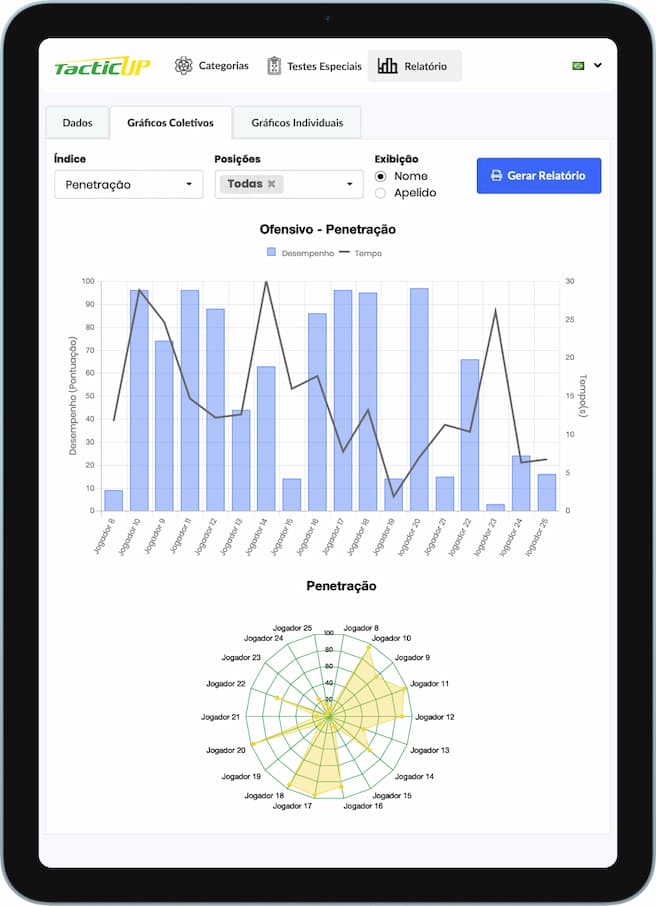 TacticUP
Categorias
Testes Especiais
Relatório
Dados
Gráficos Coletivos
Gráficos Individuais
Índice
Posições
Exibição
Penetração
Todas ×
Nome
Apelido
Gerar Relatório
Ofensivo - Penetração
Desempenho
Tempo
Desempenho (Pontuação)
100
90
80
70
60
50
40
30
20
10
0
30
25
20
15
10
5
0
Tempo(s)
Jogador 8
Jogador 10
Jogador 9
Jogador 11
Jogador 12
Jogador 13
Jogador 14
Jogador 15
Jogador 16
Jogador 17
Jogador 18
Jogador 19
Jogador 20
Jogador 21
Jogador 22
Jogador 23
Jogador 24
Jogador 25
Penetração
Jogador 25
Jogador 8
Jogador 24
100
Jogador 10
80
Jogador 23
60
Jogador 9
Jogador 22
40
Jogador 11
20
Jogador 21
Jogador 12
Jogador 20
Jogador 13
Jogador 19
Jogador 14
Jogador 18
Jogador 15
Jogador 17
Jogador 16